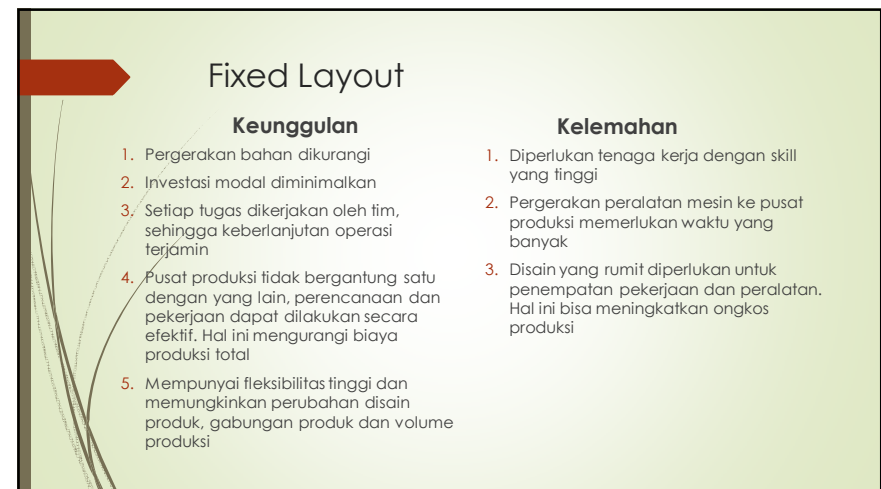 Fixed Layout
Keunggulan
1. Pergerakan bahan dikurangi
2. Investasi modal diminimalkan
3. Setiap tugas dikerjakan oleh tim,
sehingga keberlanjutan operasi
terjamin
4. Pusat produksi tidak bergantung satu
dengan yang lain, perencanaan dan
pekerjaan dapat dilakukan secara
efektif. Hal ini mengurangi biaya
produksi total
5. Mempunyai fleksibilitas tinggi dan
memungkinkan perubahan disain
produk, gabungan produk dan volume
produksi
Kelemahan
1. Diperlukan tenaga kerja dengan skill
yang tinggi
2. Pergerakan peralatan mesin ke pusat
produksi memerlukan waktu yang
banyak
3. Disain yang rumit diperlukan untuk
penempatan pekerjaan dan peralatan.
Hal ini bisa meningkatkan ongkos
produksi